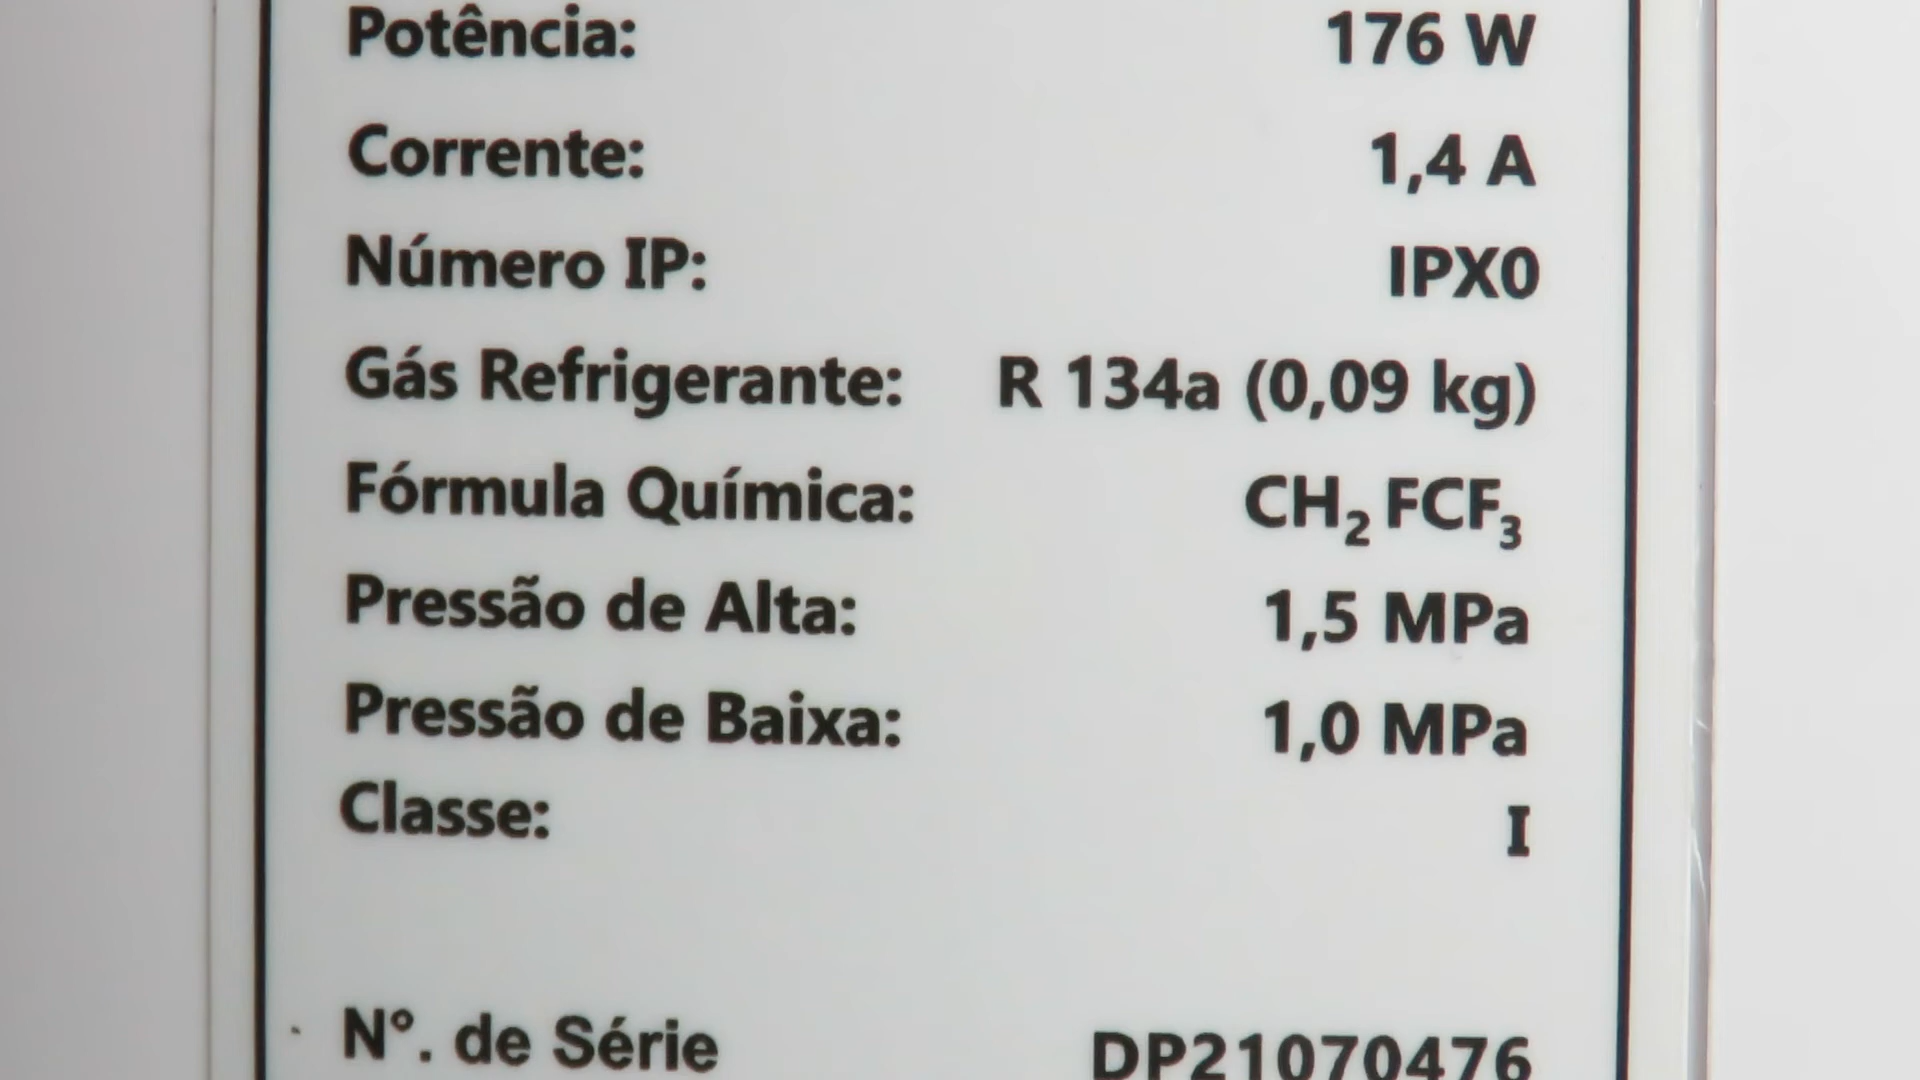 Potência: 176 W
Corrente: 1,4 A
Número IP: IPX0
Gás Refrigerante: R 134a (0,09 kg)
Fórmula Química: CH₂ FCF₃
Pressão de Alta: 1,5 MPa
Pressão de Baixa: 1,0 MPa
Classe: I
N°. de Série DP21070476